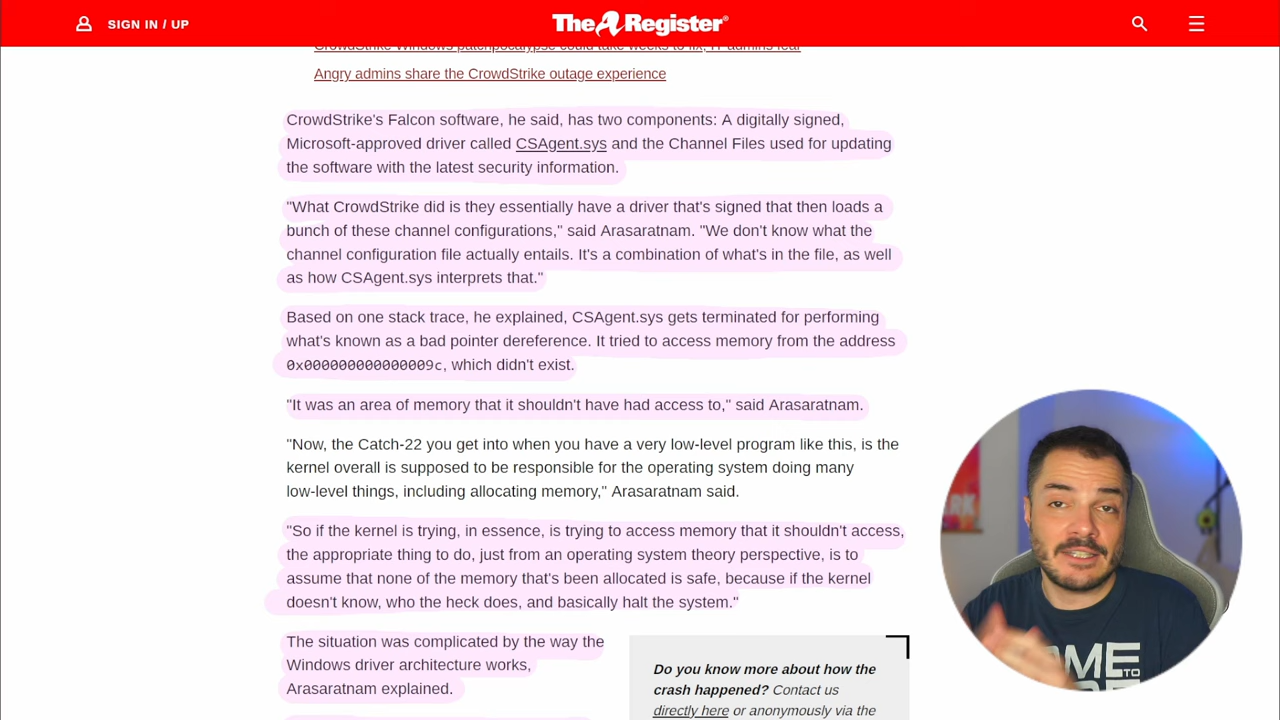 SIGN IN / UP
The Register®
CrowdStrike Windows patchpocalypse could take weeks to fix, IT admins fear
Angry admins share the CrowdStrike outage experience
CrowdStrike's Falcon software, he said, has two components: A digitally signed,
Microsoft-approved driver called CSAgent.sys and the Channel Files used for updating
the software with the latest security information.
"What CrowdStrike did is they essentially have a driver that's signed that then loads a
bunch of these channel configurations," said Arasaratnam. "We don't know what the
channel configuration file actually entails. It's a combination of what's in the file, as well
as how CSAgent.sys interprets that."
Based on one stack trace, he explained, CSAgent.sys gets terminated for performing
what's known as a bad pointer dereference. It tried to access memory from the address
0x000000000000009c, which didn't exist.
"It was an area of memory that it shouldn't have had access to," said Arasaratnam.
"Now, the Catch-22 you get into when you have a very low-level program like this, is the
kernel overall is supposed to be responsible for the operating system doing many
low-level things, including allocating memory," Arasaratnam said.
"So if the kernel is trying, in essence, is trying to access memory that it shouldn't access,
the appropriate thing to do, just from an operating system theory perspective, is to
assume that none of the memory that's been allocated is safe, because if the kernel
doesn't know, who the heck does, and basically halt the system."
The situation was complicated by the way the
Windows driver architecture works,
Arasaratnam explained.
Do you know more about how the
crash happened? Contact us
directly here or anonymously via the
TO